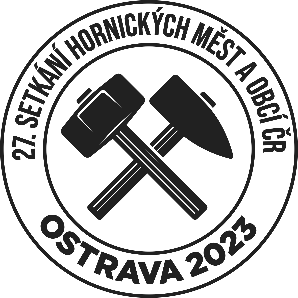 27. SETKÁNÍ HORNICKÝCH MĚST A OBCÍ ČR
OSTRAVA 2023